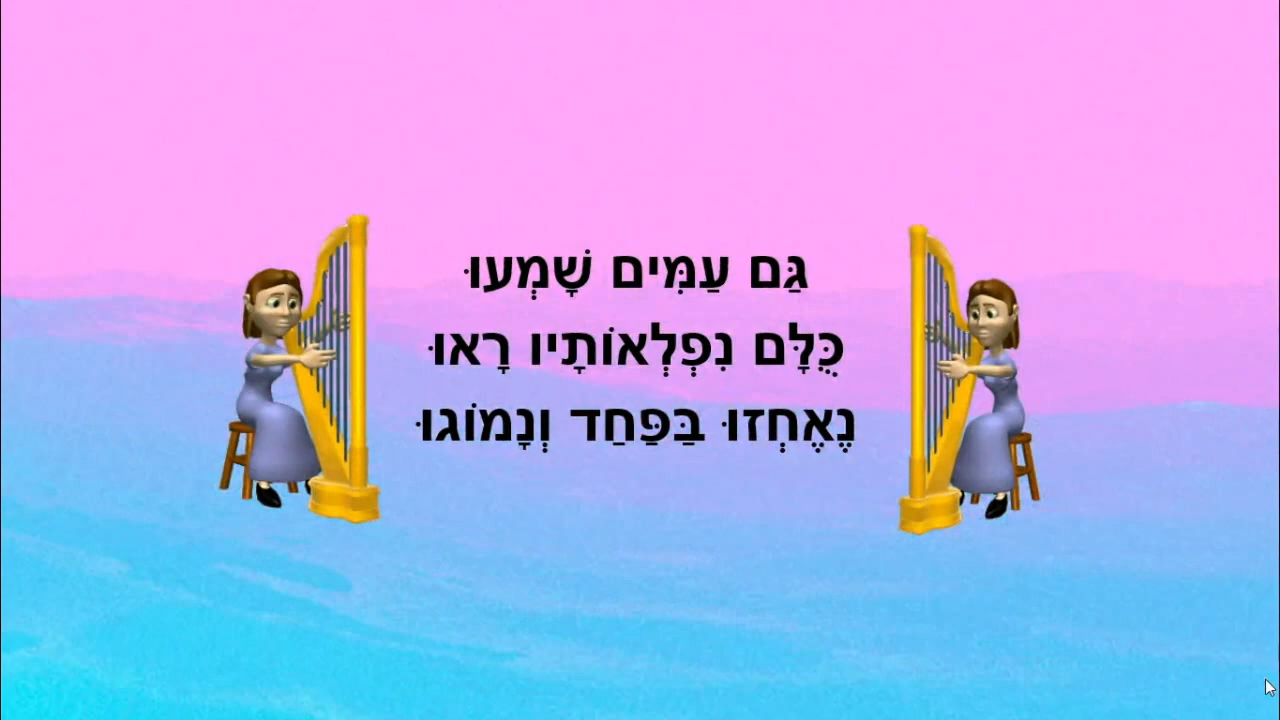 גַּם עַמִּים שָׁמְעוּ
כֻּלָּם נִפְלְאוֹתָיו רָאוּ
נֶאֶחְזוּ בַּפַּחַד וְנָמוֹגוּ